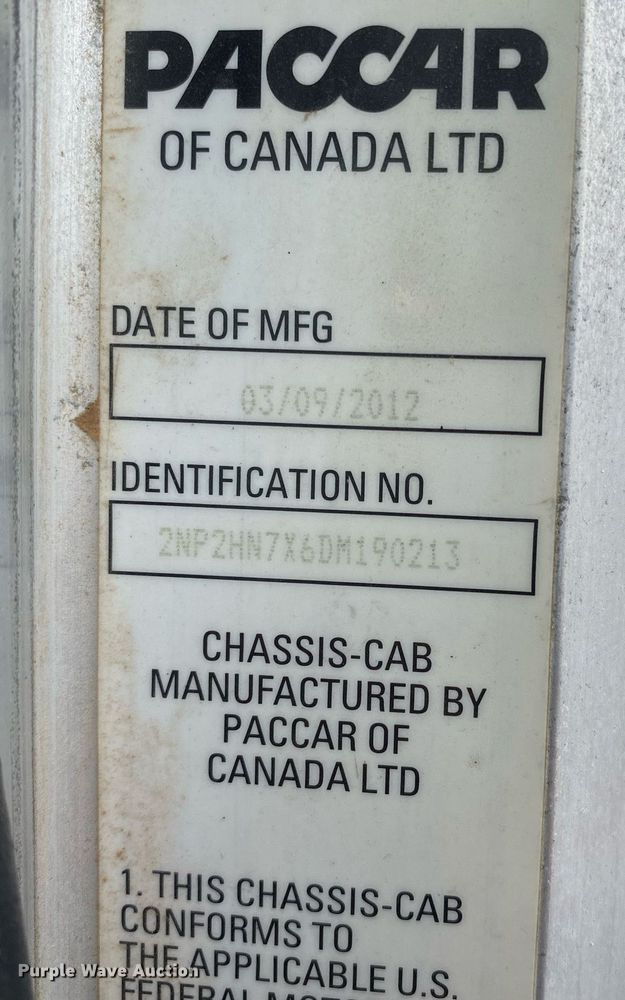 PACCAR
OF CANADA LTD
DATE OF MFG
03/09/2012
IDENTIFICATION NO.
2NP2HN7X6DM190213
CHASSIS-CAB
MANUFACTURED BY
PACCAR OF
CANADA LTD
1. THIS CHASSIS-CAB
CONFORMS TO
THE APPLICABLE U.S.
FEDERAL
Purple Wave Auction